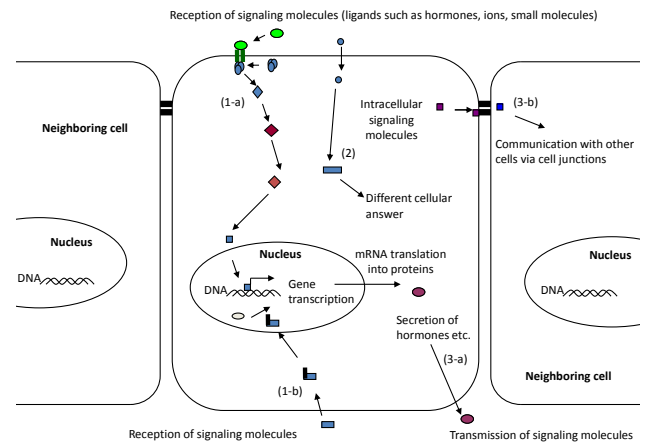 Reception of signaling molecules (ligands such as hormones, ions, small molecules)
(1-a)
Intracellular
signaling
molecules
(3-b)
Neighboring cell
Communication with other
cells via cell junctions
(2)
Different cellular
answer
Nucleus
DNA
Nucleus
DNA
Gene
transcription
mRNA translation
into proteins
Nucleus
DNA
Secretion of
hormones etc.
(3-a)
(1-b)
Neighboring cell
Reception of signaling molecules
Transmission of signaling molecules